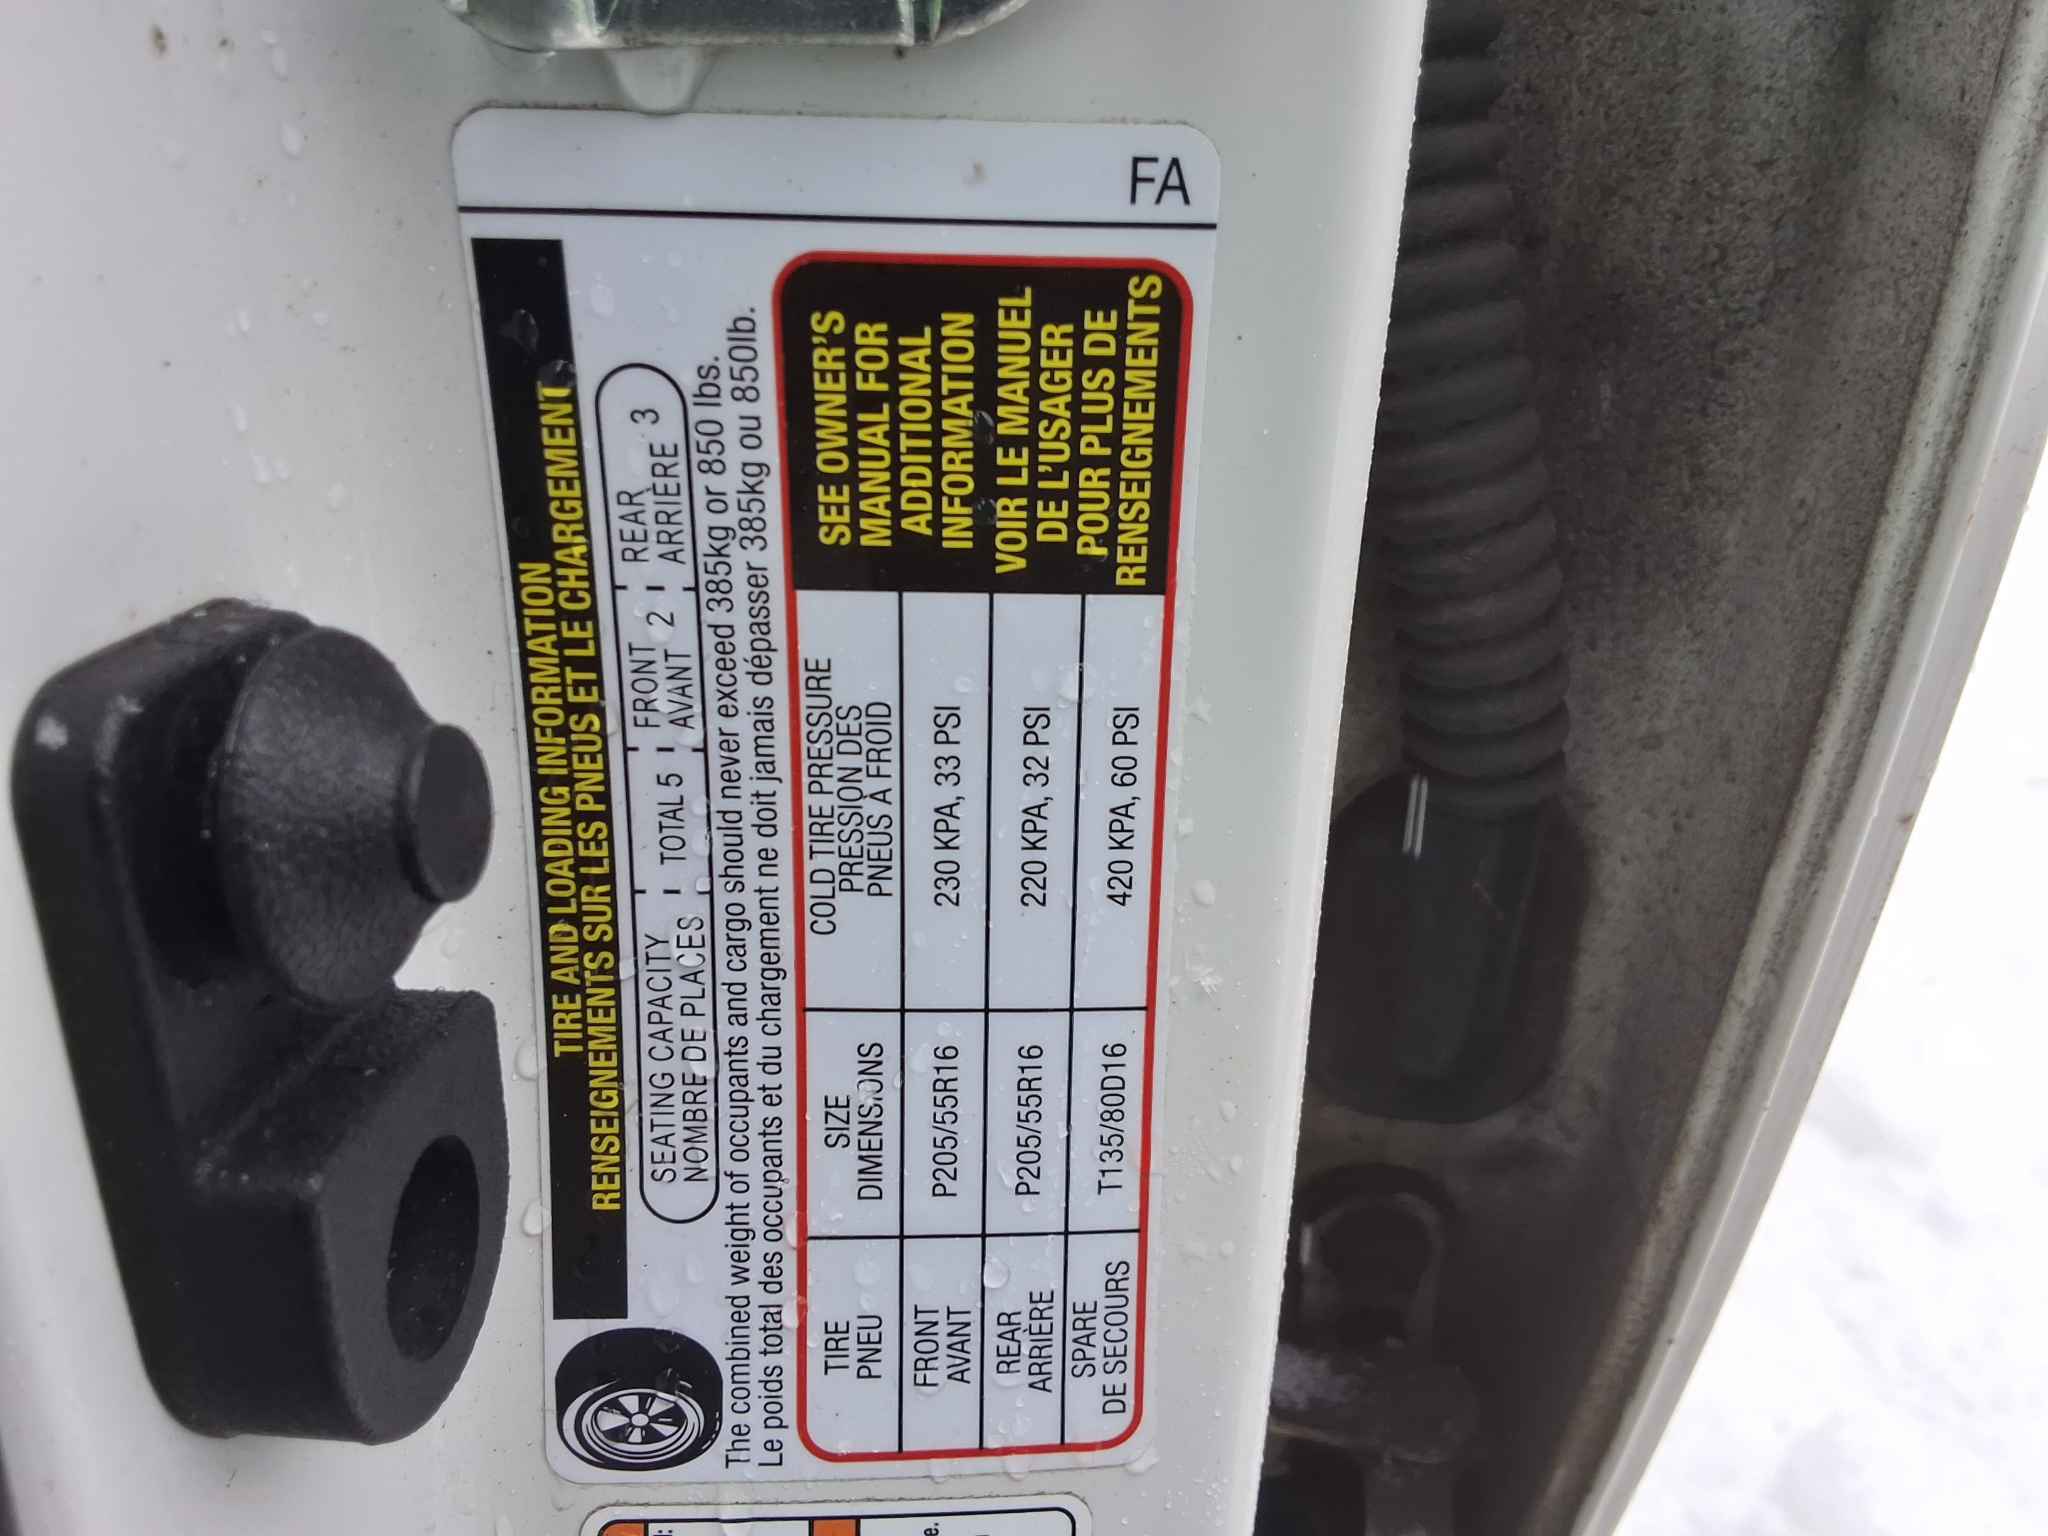 TIRE AND LOADING INFORMATION
RENSEIGNEMENTS SUR LES PNEUS ET LE CHARGEMENT
SEATING CAPACITY TOTAL 5 FRONT 2 REAR 3
NOMBRE DE PLACES AVANT ARRIÈRE
The combined weight of occupants and cargo should never exceed 385kg or 850 lbs.
Le poids total des occupants et du chargement ne doit jamais dépasser 385kg ou 850lb.
TIRE
PNEU
SIZE
DIMENSIONS
COLD TIRE PRESSURE
PRESSION DES
PNEUS À FROID
FRONT
AVANT
P205/55R16
230 KPA, 33 PSI
REAR
ARRIÈRE
P205/55R16
220 KPA, 32 PSI
SPARE
DE SECOURS
T135/80D16
420 KPA, 60 PSI
SEE OWNER'S
MANUAL FOR
ADDITIONAL
INFORMATION
VOIR LE MANUEL
DE L'USAGER
POUR PLUS DE
RENSEIGNEMENTS
FA